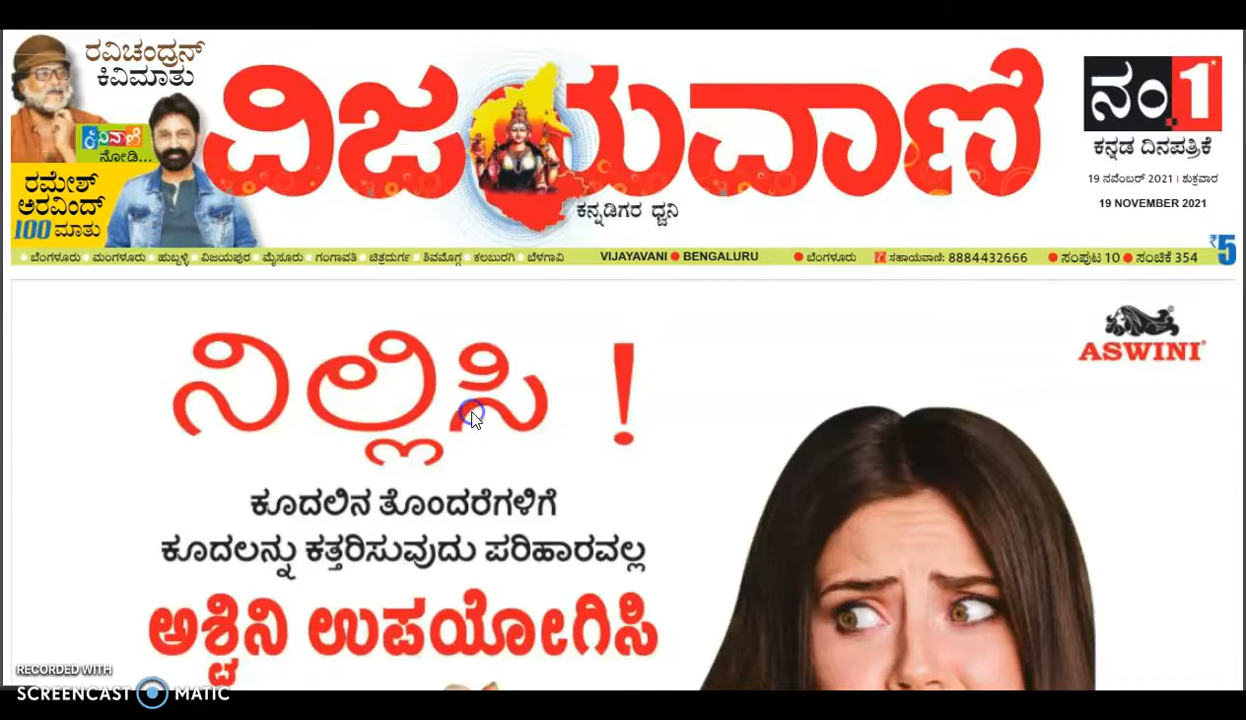 ರವಿಚಂದ್ರನ್
ಕಿವಿಮಾತು
ನೋಡಿ...
ರಮೇಶ್
ಅರವಿಂದ್
100 ಮಾತು
ವಿಜಯವಾಣಿ
ಕನ್ನಡಿಗರ ಧ್ವನಿ
ನಂ.1*
ಕನ್ನಡ ದಿನಪತ್ರಿಕೆ
19 ನವೆಂಬರ್ 2021 । ಶುಕ್ರವಾರ
19 NOVEMBER 2021
ಬೆಂಗಳೂರು ಮಂಗಳೂರು ಹುಬ್ಬಳ್ಳಿ ವಿಜಯಪುರ ಮೈಸೂರು ಗಂಗಾವತಿ ಚಿತ್ರದುರ್ಗ ಶಿವಮೊಗ್ಗ ಕಲಬುರಗಿ ಬೆಳಗಾವಿ VIJAYAVANI ● BENGALURU ● ಬೆಂಗಳೂರು ಸಹಾಯವಾಣಿ: 8884432666 ● ಸಂಪುಟ 10 ● ಸಂಚಿಕೆ 354 ₹5
ನಿಲ್ಲಿಸಿ !
ASWINI
ಕೂದಲಿನ ತೊಂದರೆಗಳಿಗೆ
ಕೂದಲನ್ನು ಕತ್ತರಿಸುವುದು ಪರಿಹಾರವಲ್ಲ
ಅಶ್ವಿನಿ ಉಪಯೋಗಿಸಿ
RECORDED WITH
SCREENCAST MATIC